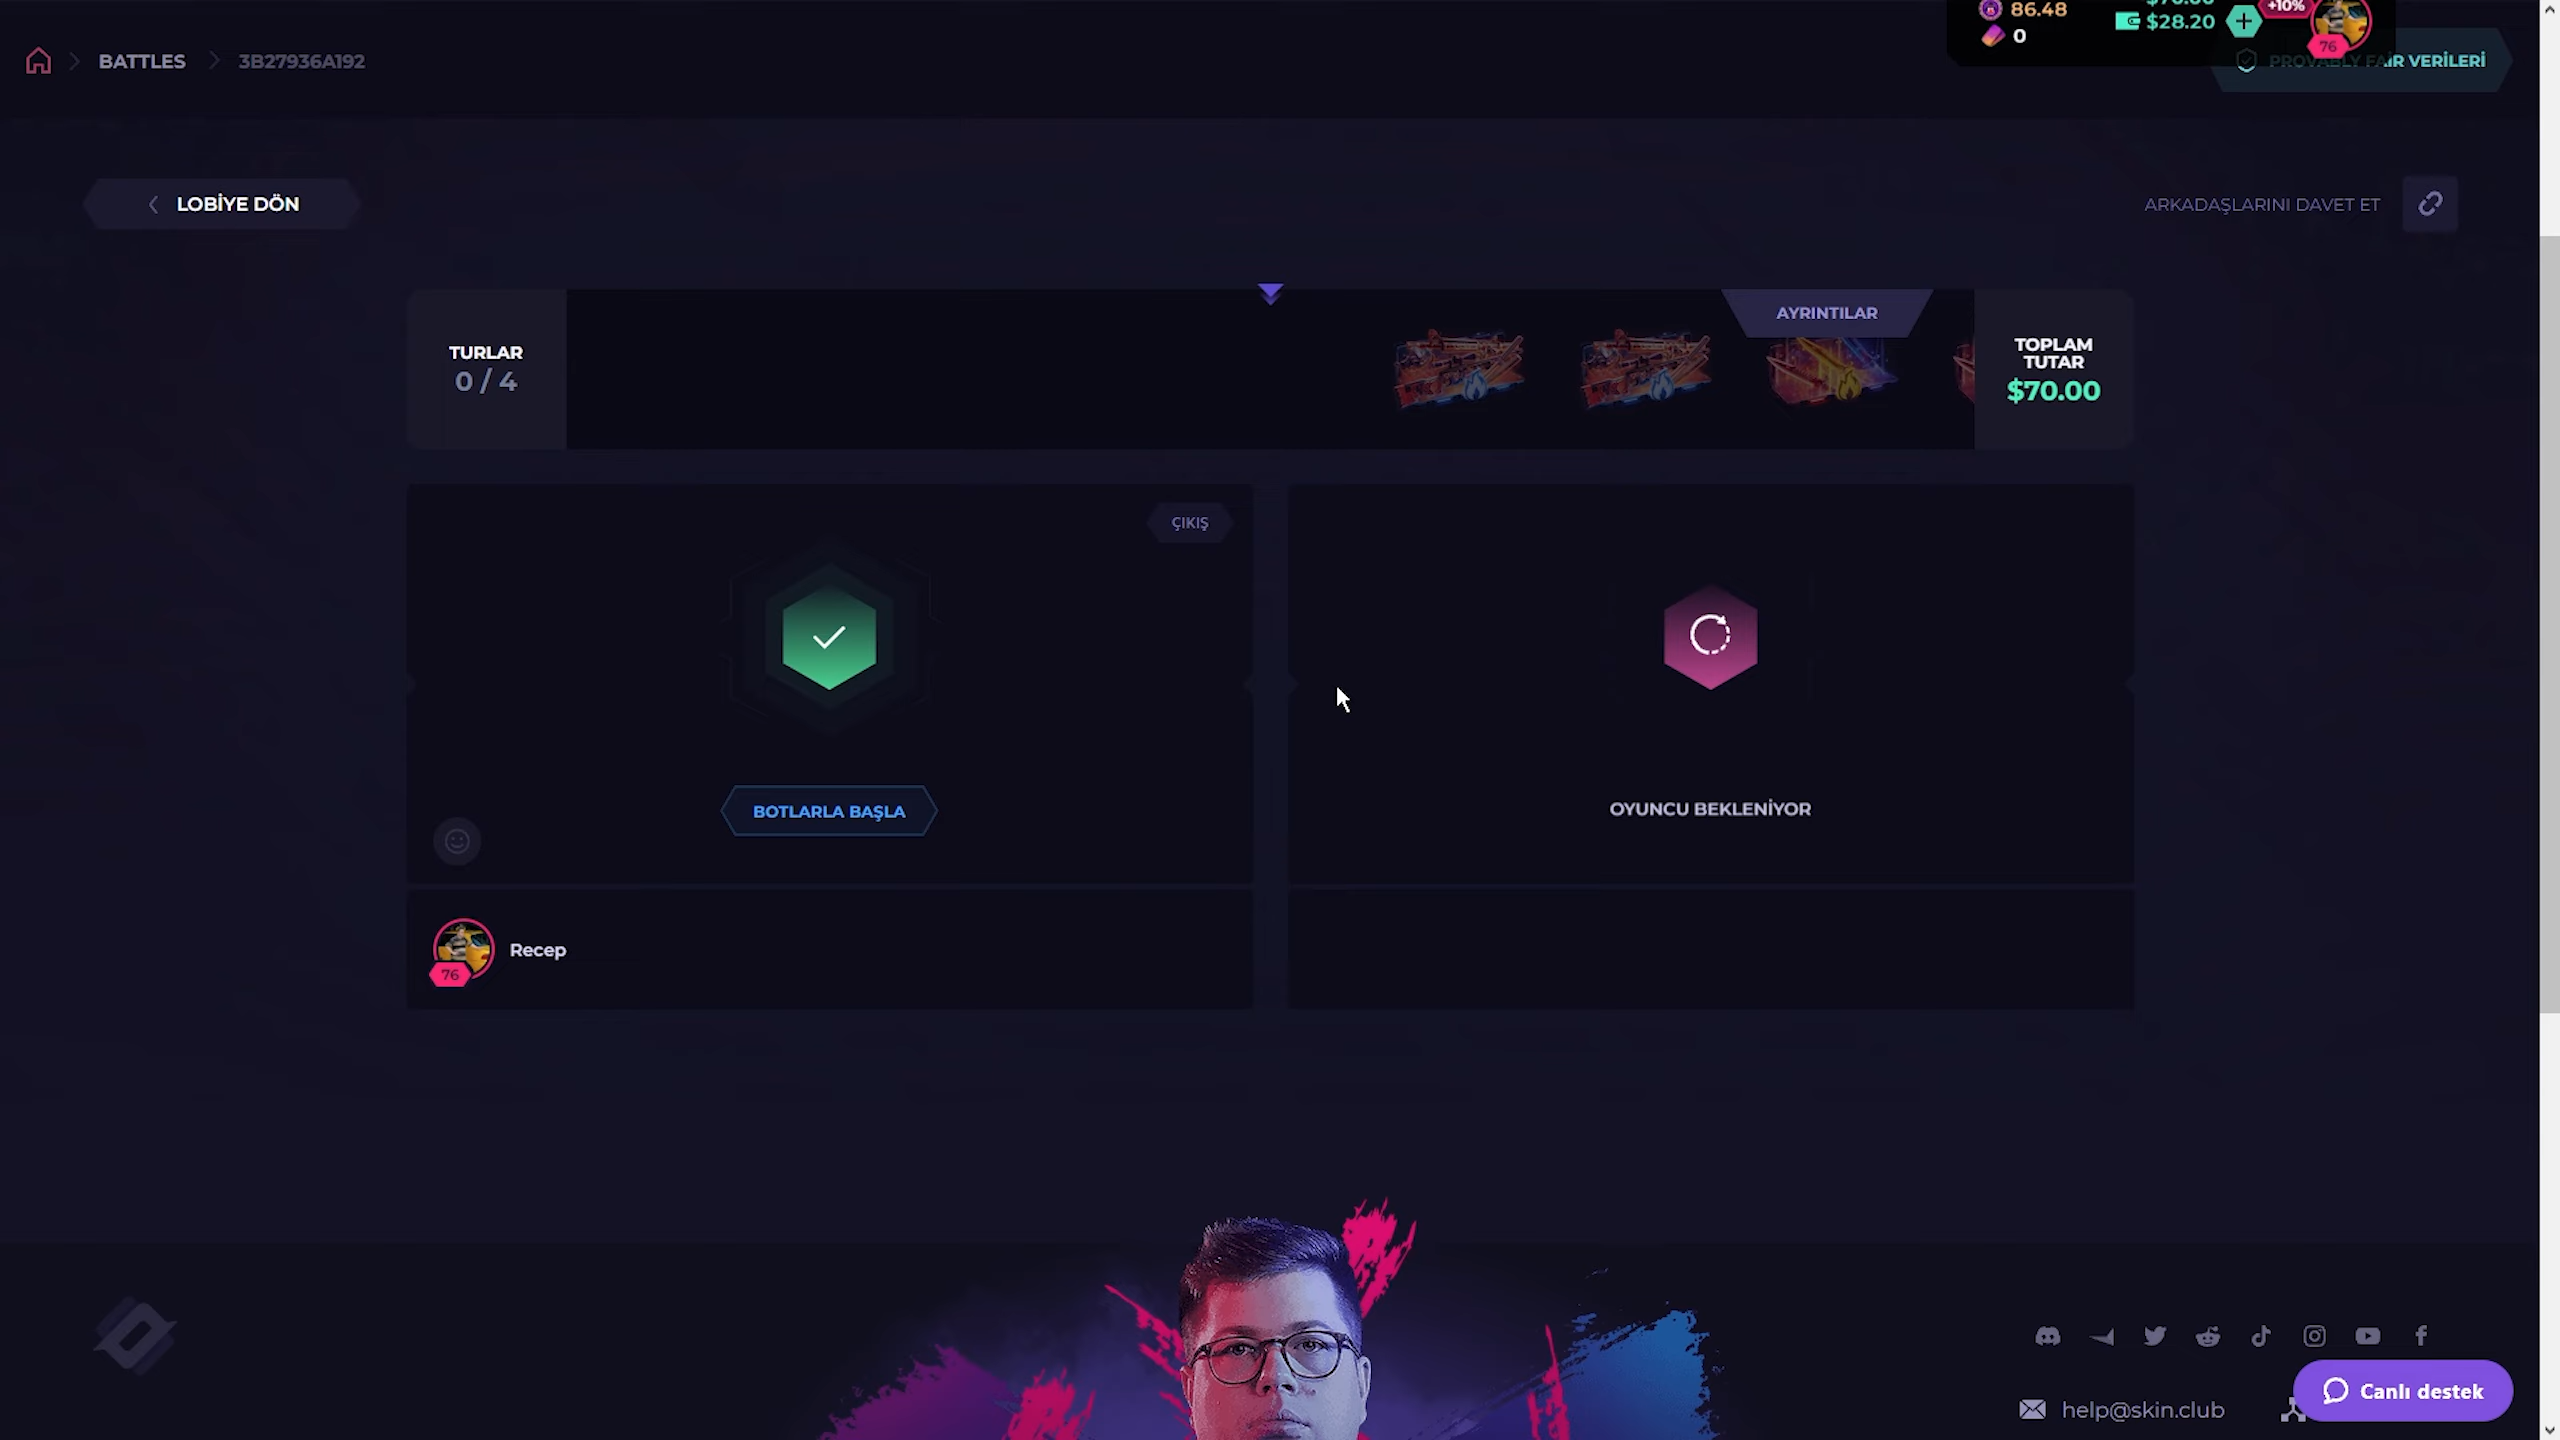 86.48
$28.20
+10%
0
76
BATTLES
3B27936A192
PROVABLY FAIR VERİLERİ
LOBİYE DÖN
ARKADAŞLARINI DAVET ET
TURLAR
0 / 4
AYRINTILAR
TOPLAM
TUTAR
$70.00
ÇIKIŞ
BOTLARLA BAŞLA
OYUNCU BEKLENİYOR
76
Recep
help@skin.club
Canlı destek